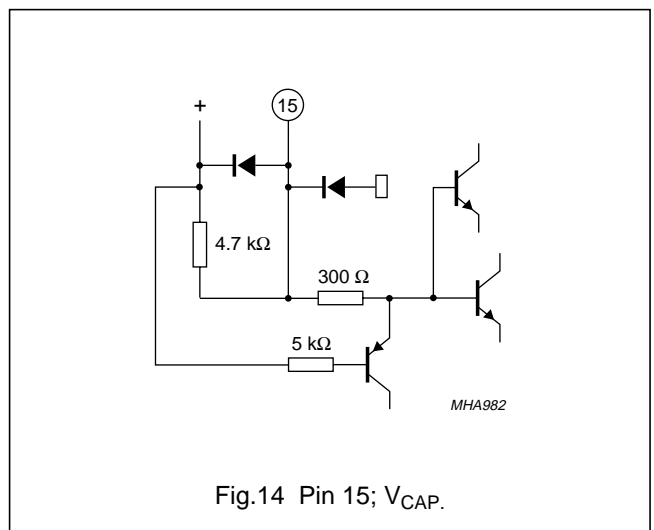 +
15
4.7 kΩ
300 Ω
5 kΩ
MHA982
Fig.14 Pin 15; VCAP.